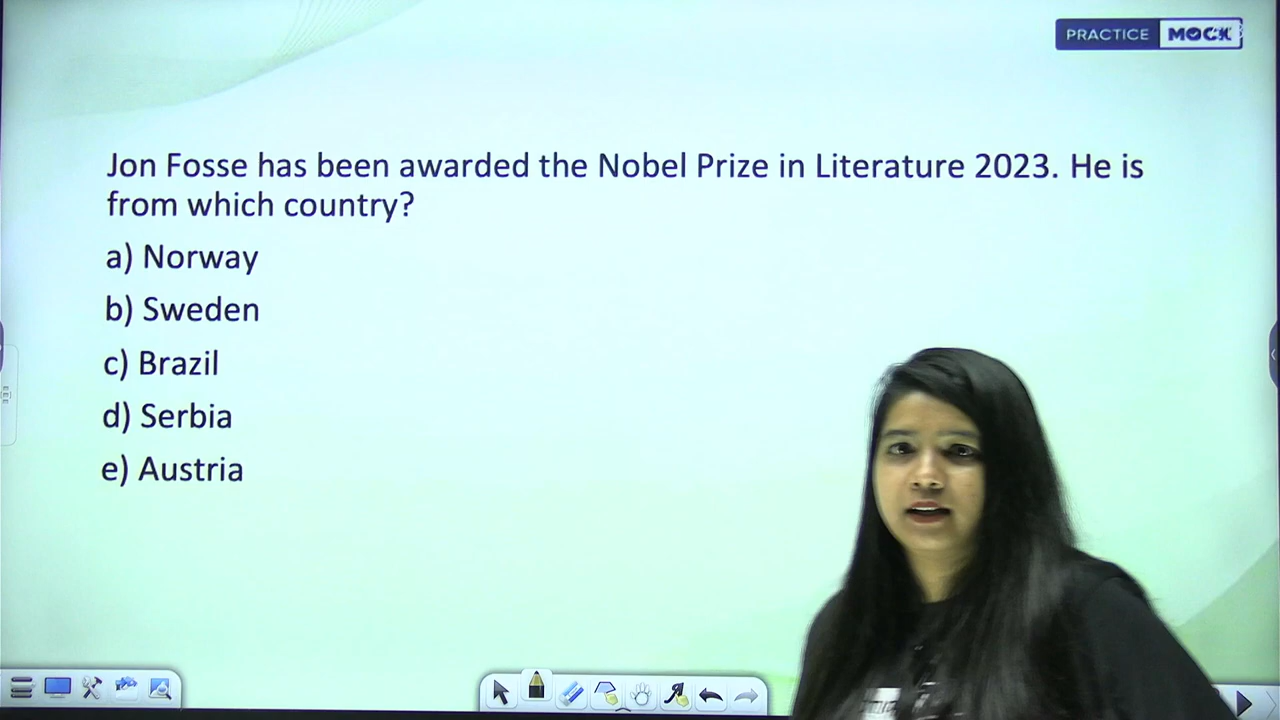 PRACTICE MOCK
Jon Fosse has been awarded the Nobel Prize in Literature 2023. He is
from which country?
a) Norway
b) Sweden
c) Brazil
d) Serbia
e) Austria